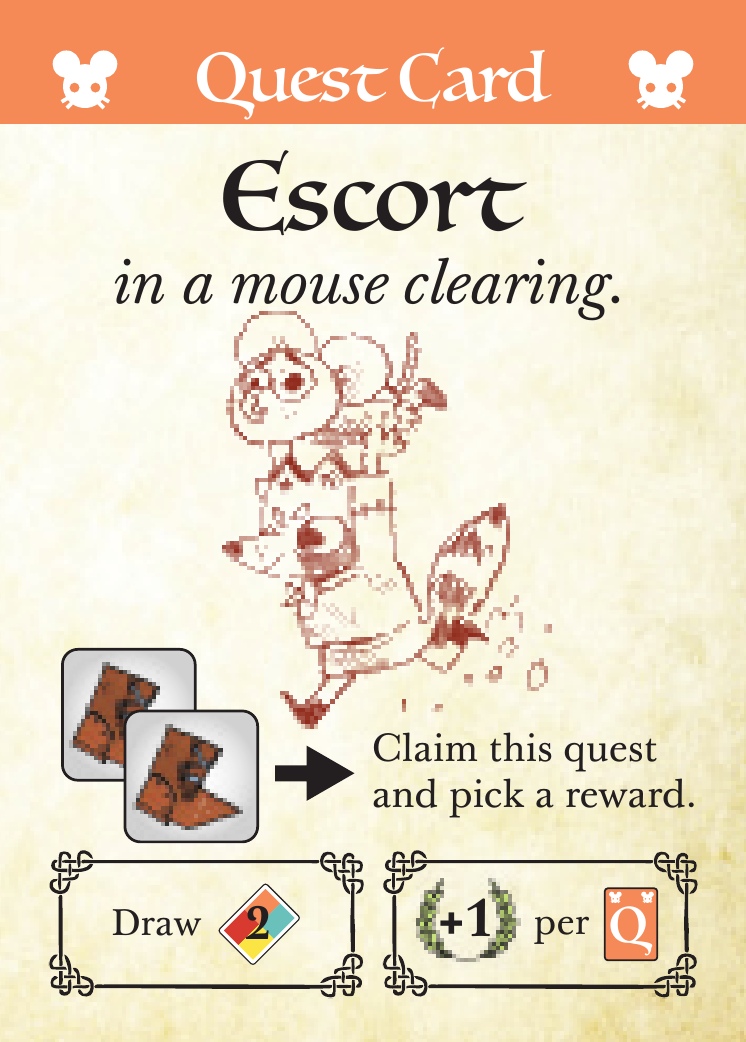 Quest Card
Escort
in a mouse clearing.
Claim this quest
and pick a reward.
Draw 2
+1 per Q